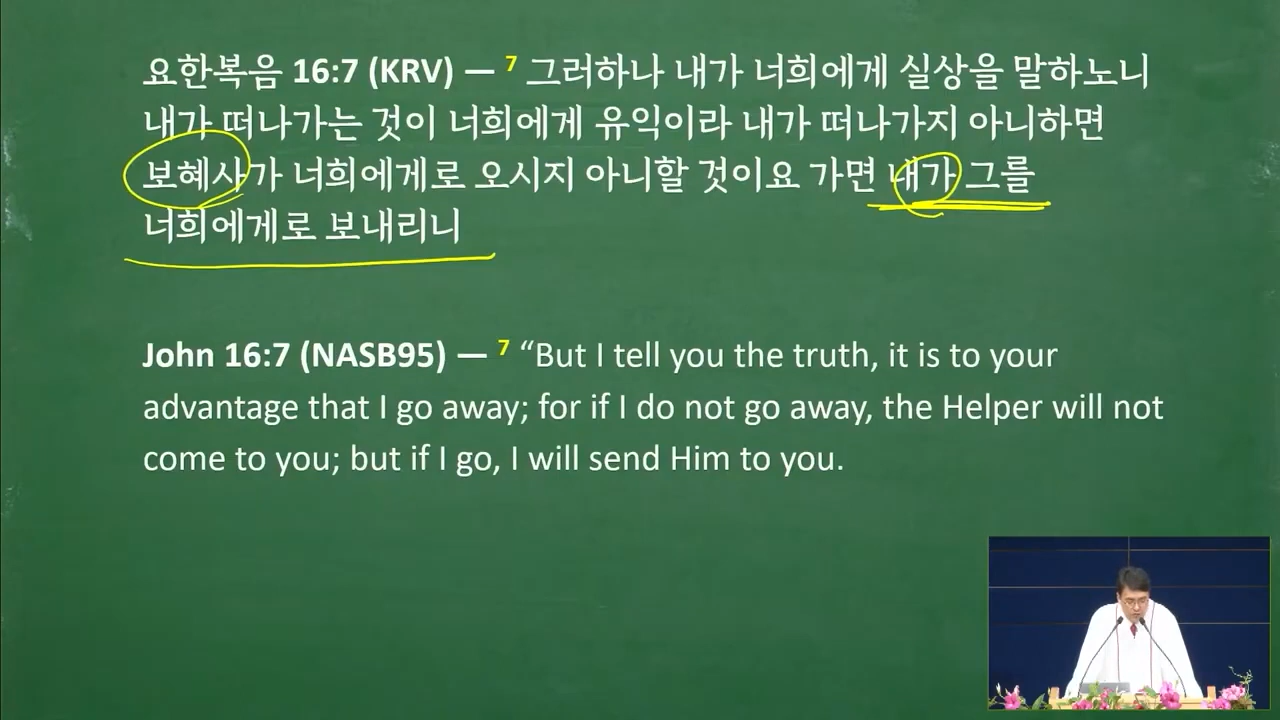 요한복음 16:7 (KRV) — 7 그러하나 내가 너희에게 실상을 말하노니
내가 떠나가는 것이 너희에게 유익이라 내가 떠나가지 아니하면
보혜사가 너희에게로 오시지 아니할 것이요 가면 내가 그를
너희에게로 보내리니
John 16:7 (NASB95) — 7 “But I tell you the truth, it is to your
advantage that I go away; for if I do not go away, the Helper will not
come to you; but if I go, I will send Him to you.